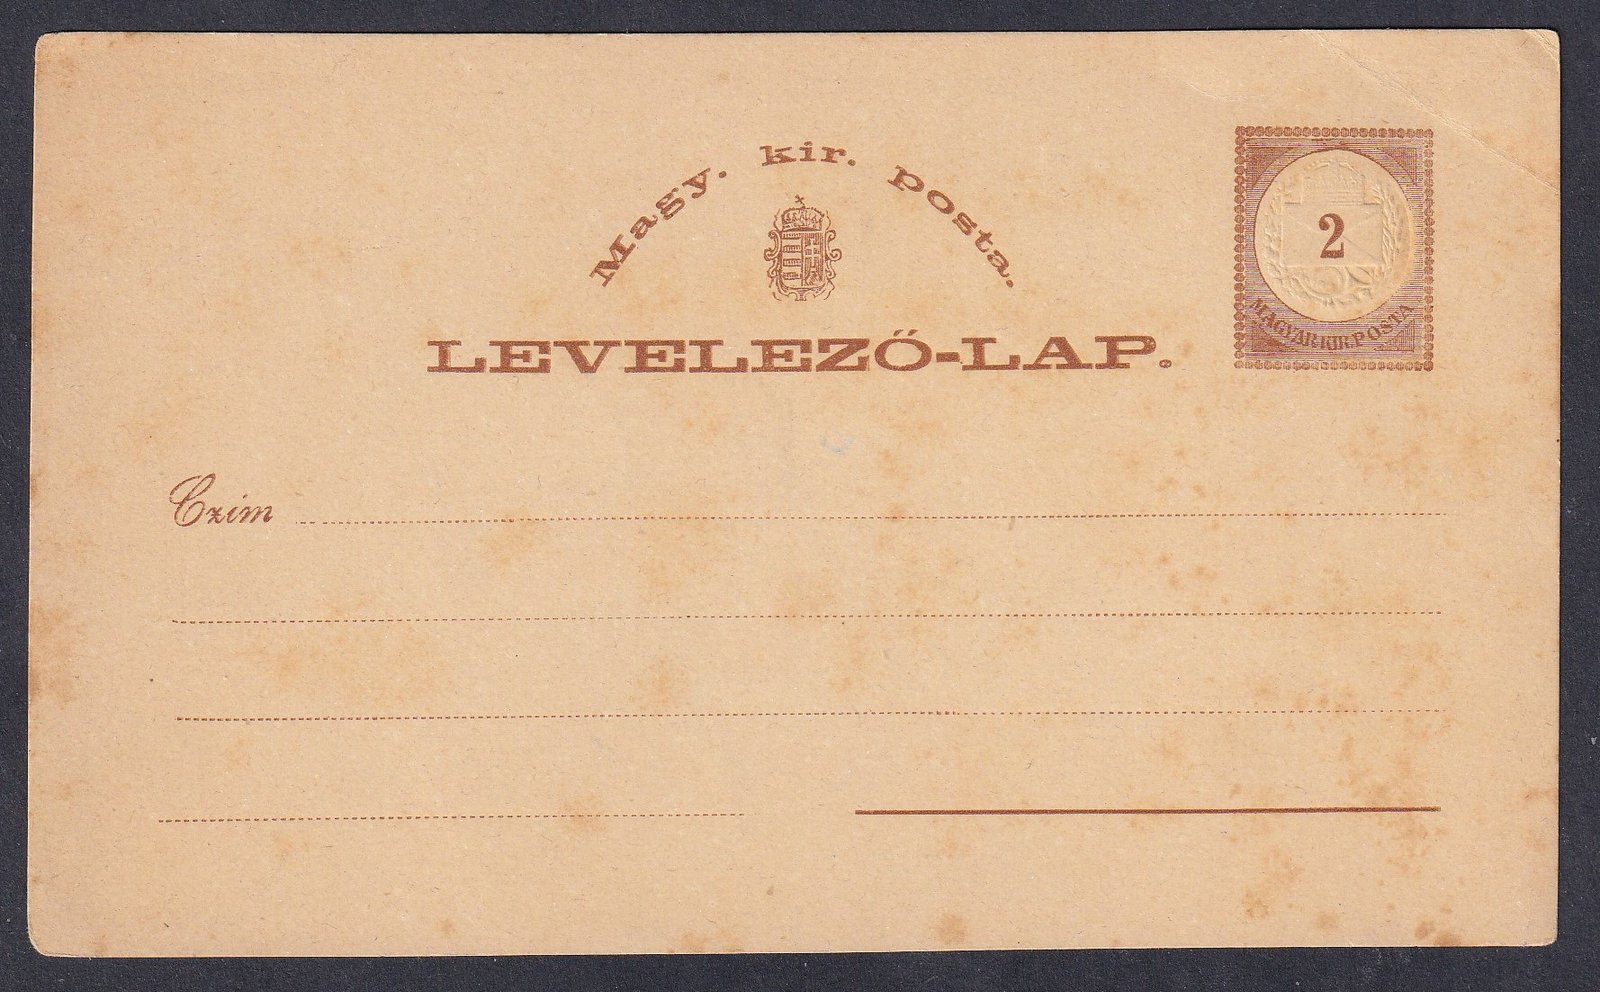 Magy. kir. posta.
2
MAGYAR KIR. POSTA
LEVELEZŐ-LAP.
Czim